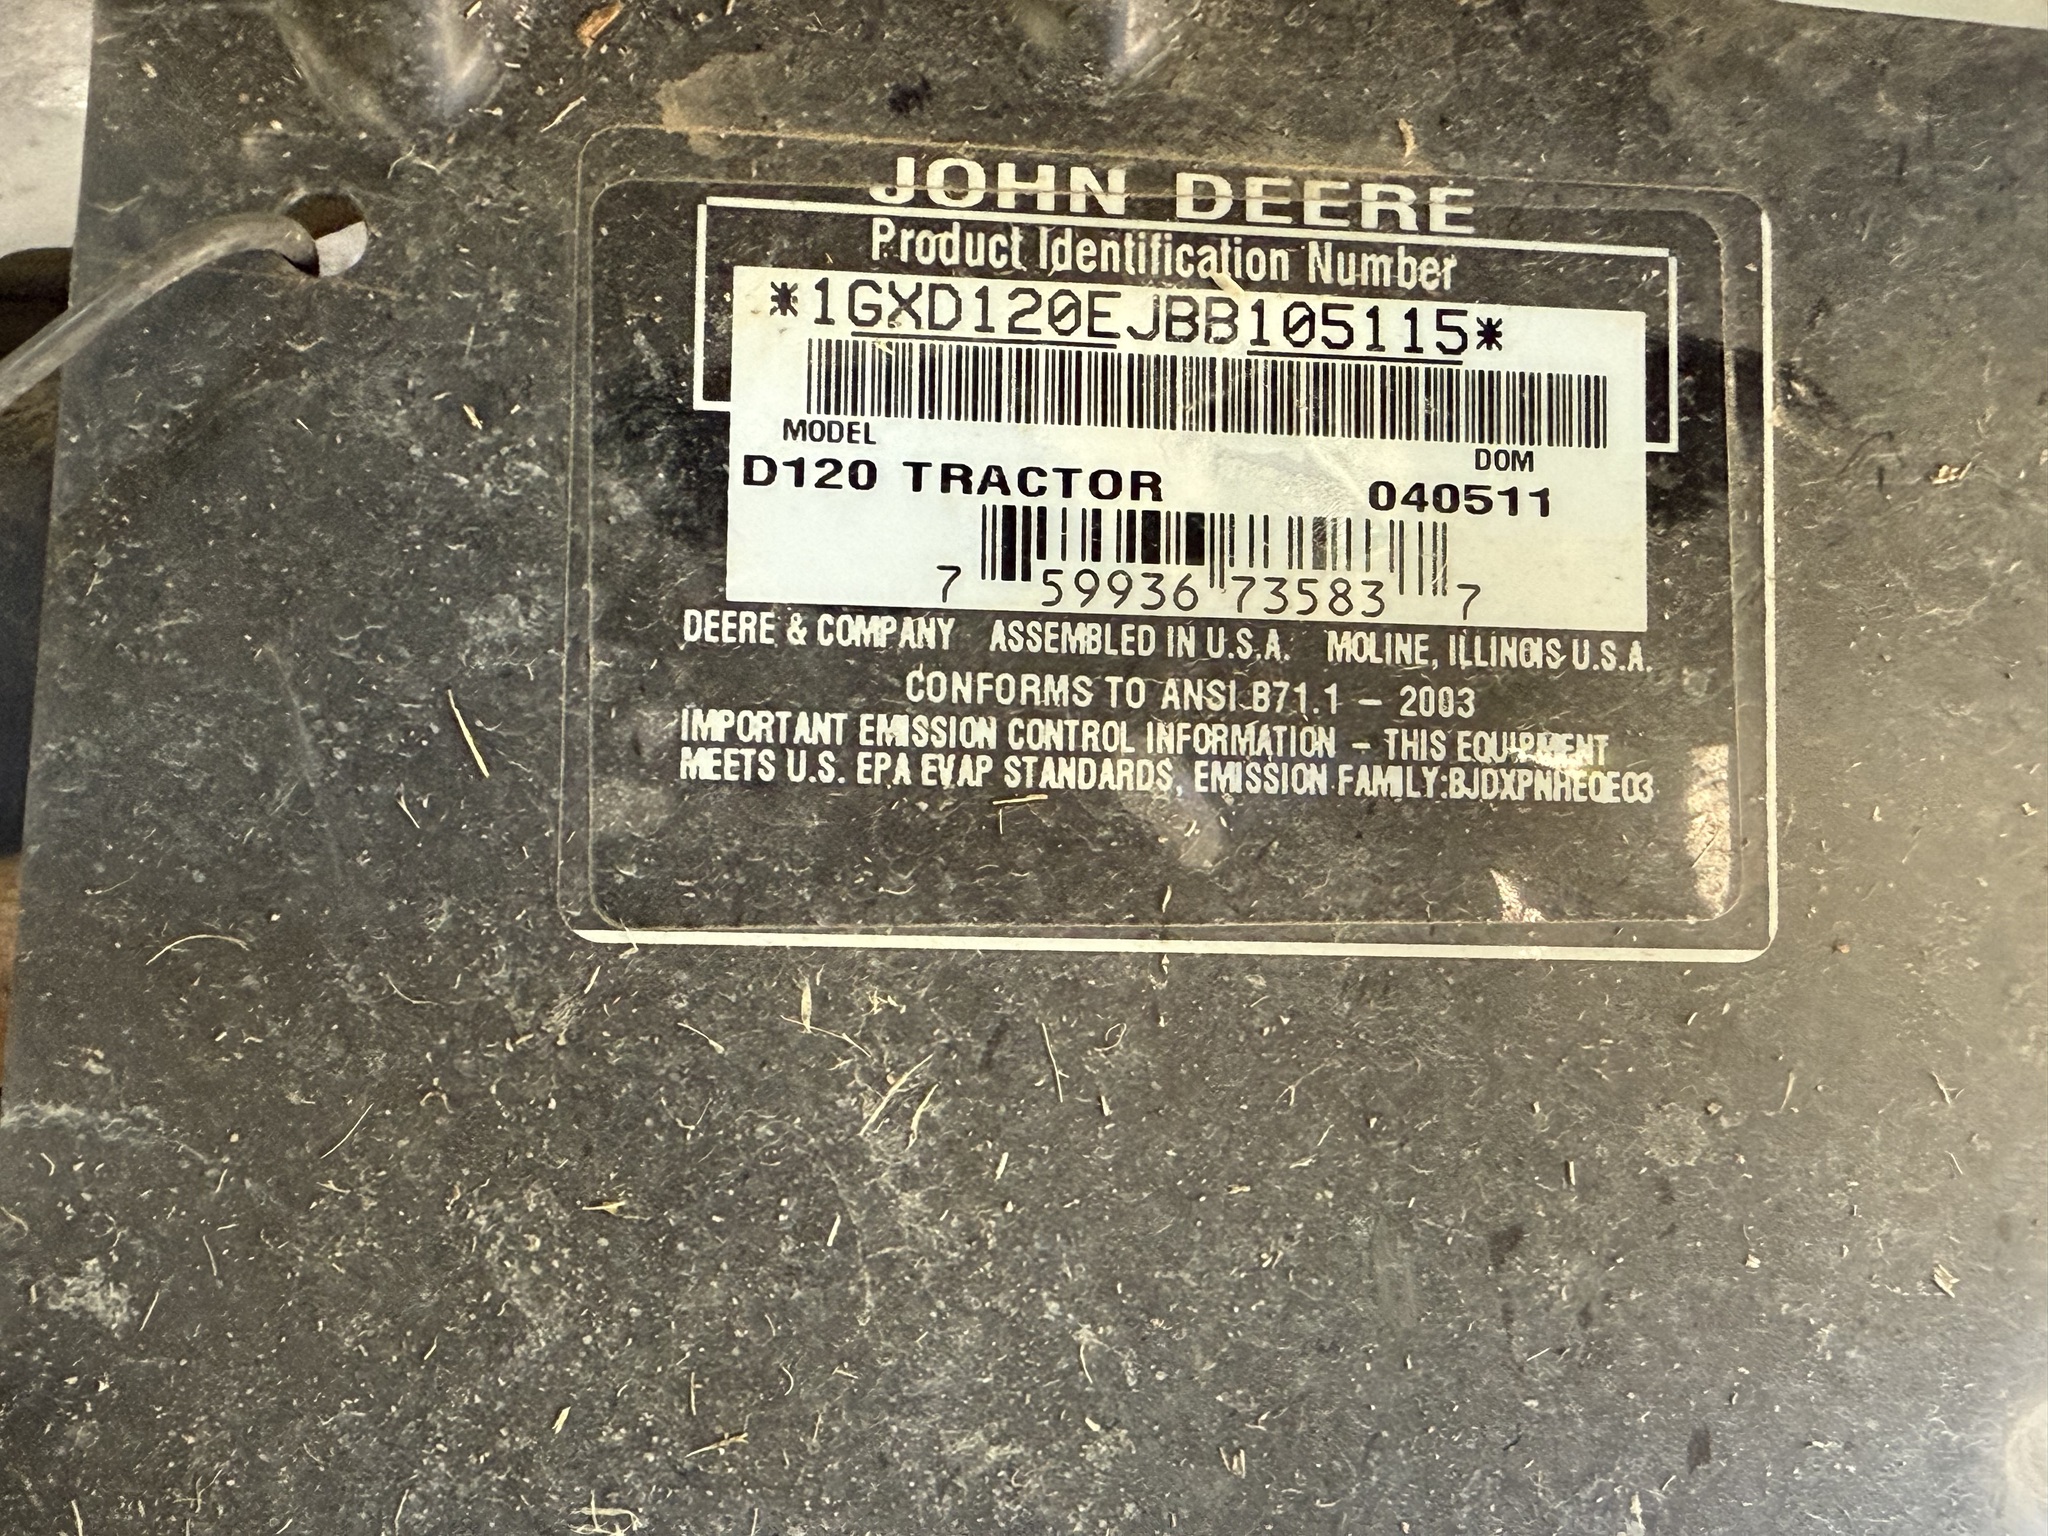 JOHN DEERE
Product Identification Number
*1GXD120EJBB105115*
MODEL DOM
D120 TRACTOR 040511
7 59936 73583 7
DEERE & COMPANY ASSEMBLED IN U.S.A. MOLINE, ILLINOIS U.S.A.
CONFORMS TO ANSI B71.1 – 2003
IMPORTANT EMISSION CONTROL INFORMATION – THIS EQUIPMENT
MEETS U.S. EPA EVAP STANDARDS, EMISSION FAMILY:BJDXPNHE0E03